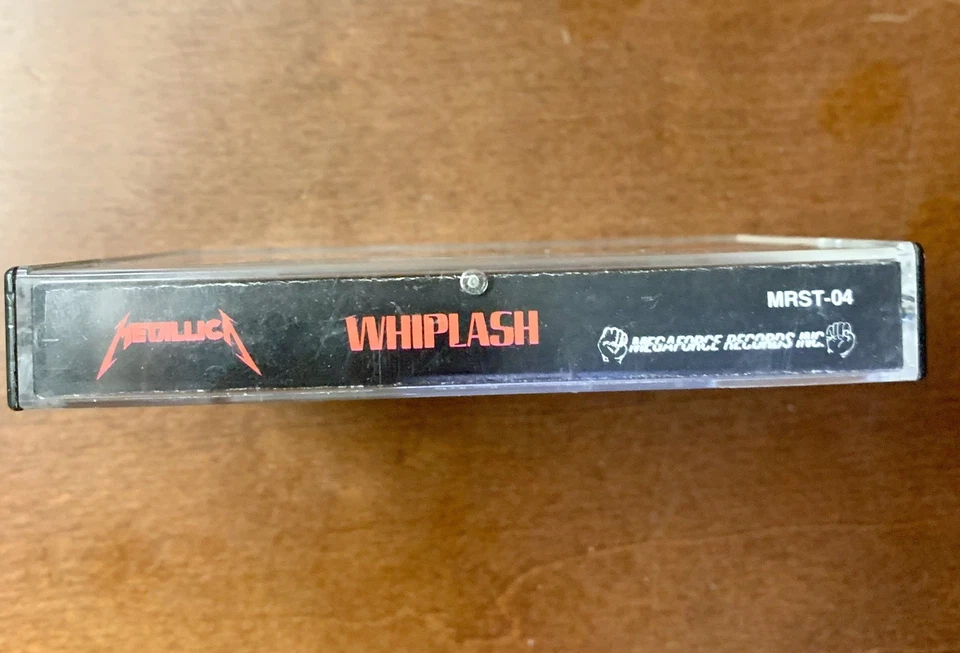 METALLICA
WHIPLASH
MRST-04
MEGAFORCE RECORDS INC.